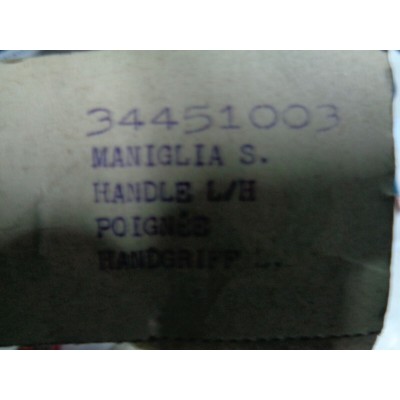 34451003
MANIGLIA S.
HANDLE L/H
POIGNÉE
HANDGRIFF L.